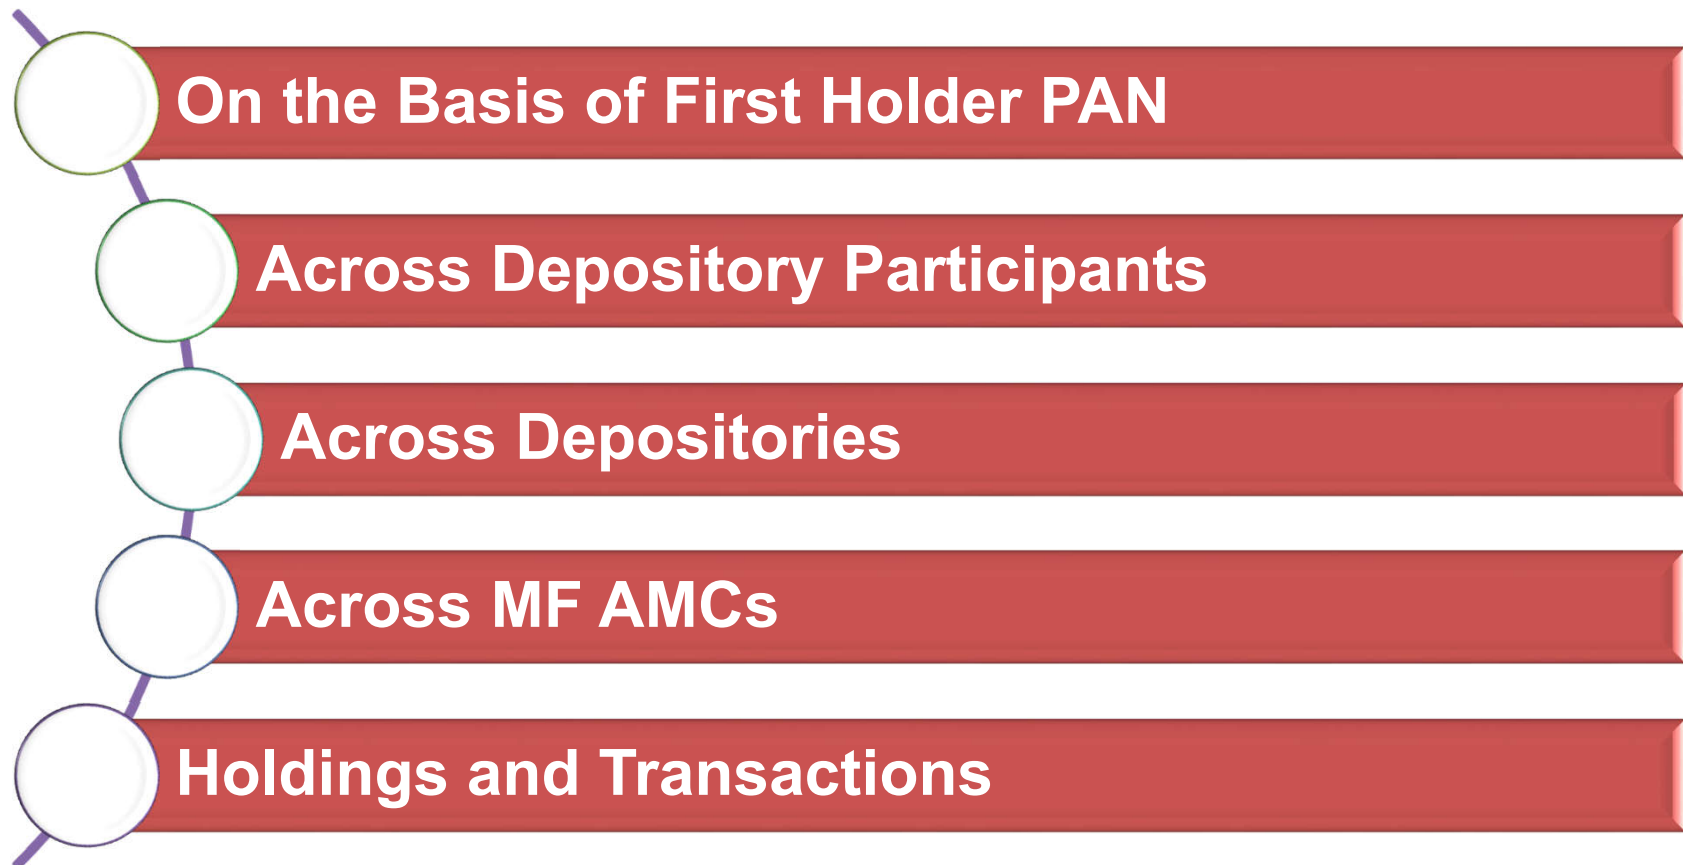 On the Basis of First Holder PAN
Across Depository Participants
Across Depositories
Across MF AMCs
Holdings and Transactions